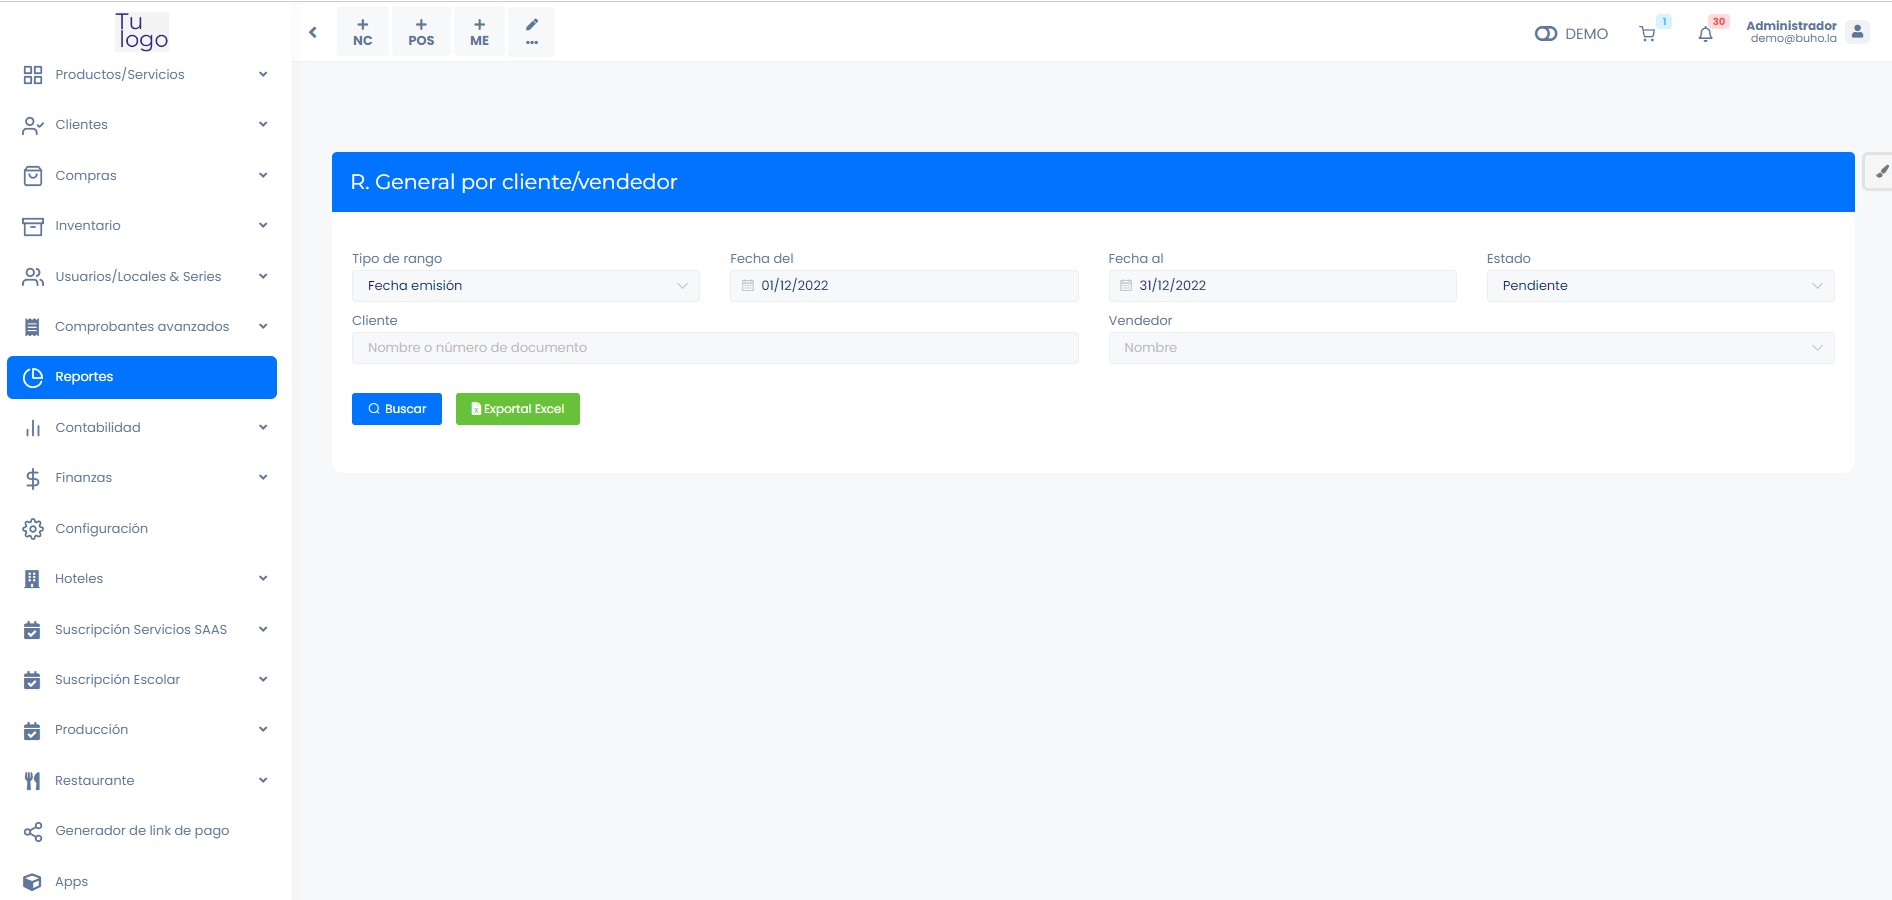 Tu
logo
NC
POS
ME
...
DEMO
1
30
Administrador
demo@buho.la
Productos/Servicios
Clientes
Compras
Inventario
Usuarios/Locales & Series
Comprobantes avanzados
Reportes
Contabilidad
Finanzas
Configuración
Hoteles
Suscripción Servicios SAAS
Suscripción Escolar
Producción
Restaurante
Generador de link de pago
Apps
R. General por cliente/vendedor
Tipo de rango
Fecha emisión
Fecha del
01/12/2022
Fecha al
31/12/2022
Estado
Pendiente
Cliente
Nombre o número de documento
Vendedor
Nombre
Buscar
Exportal Excel